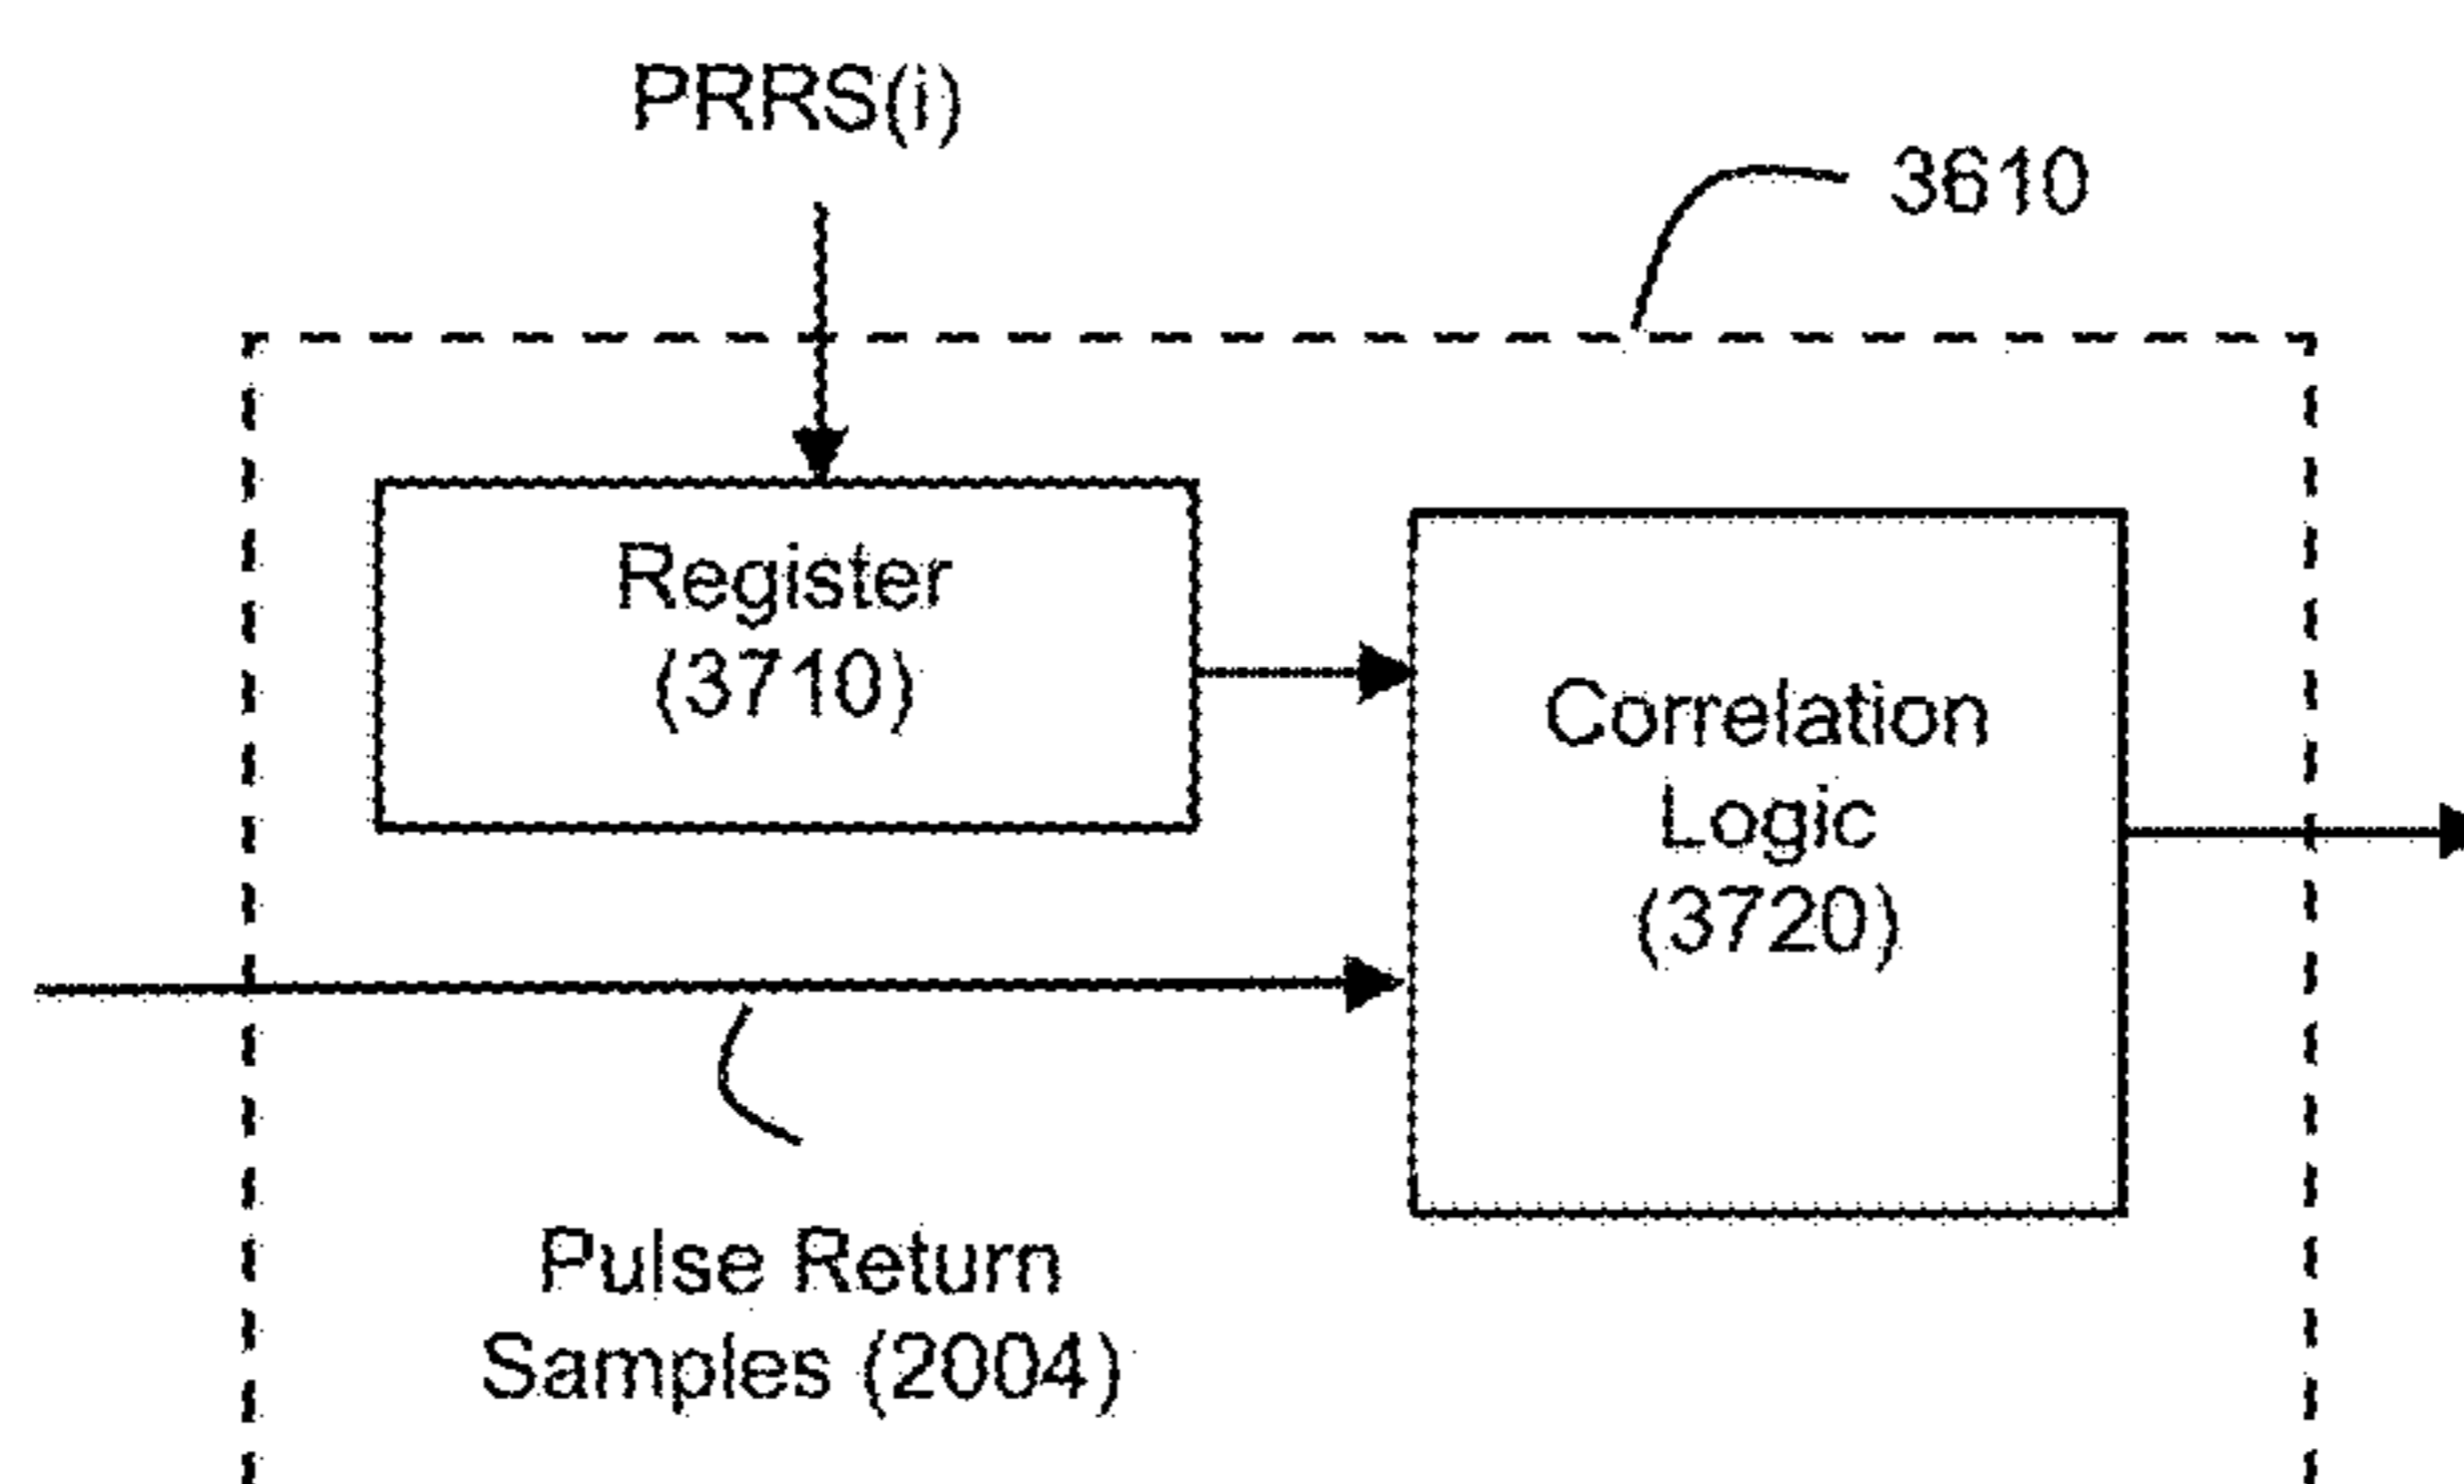 PRRS(i)
3610
Register
(3710)
Correlation
Logic
(3720)
Pulse Return
Samples (2004)